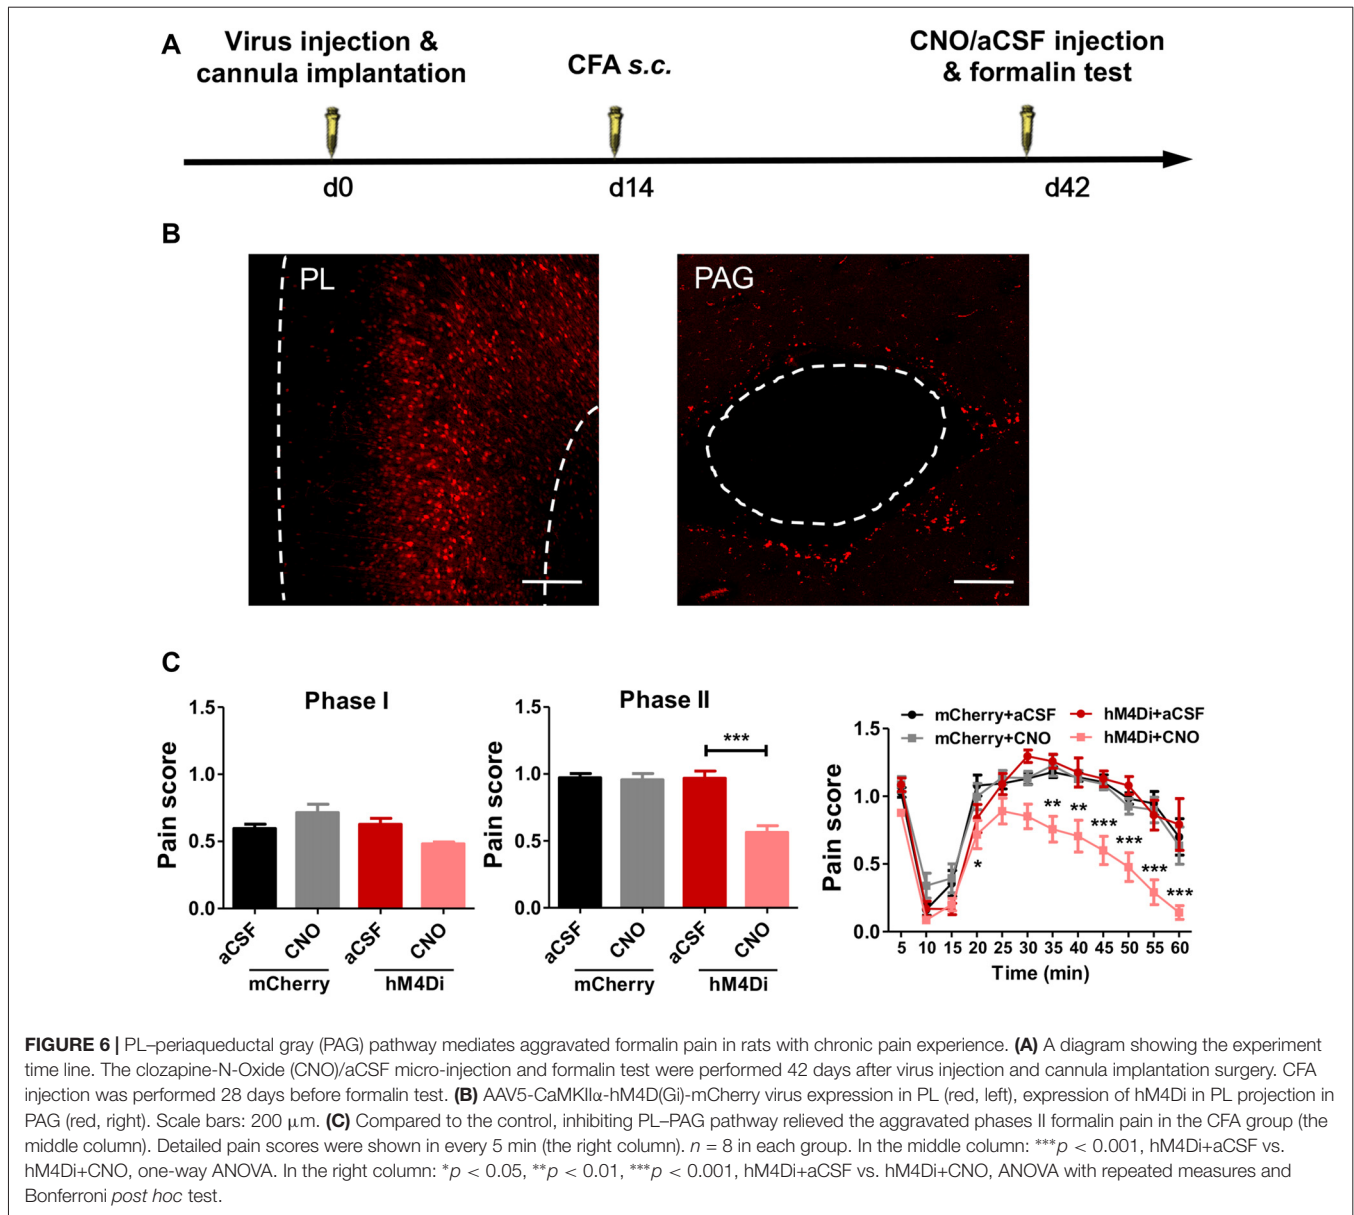 A
Virus injection &
cannula implantation
CFA s.c.
CNO/aCSF injection
& formalin test
d0
d14
d42
B
PL
PAG
C
Phase I
Pain score
1.5
1.0
0.5
0.0
aCSF
CNO
aCSF
CNO
mCherry
hM4Di
Phase II
Pain score
1.5
1.0
0.5
0.0
***
aCSF
CNO
aCSF
CNO
mCherry
hM4Di
mCherry+aCSF
hM4Di+aCSF
mCherry+CNO
hM4Di+CNO
Pain score
1.5
1.0
0.5
0.0
*
**
**
***
***
***
***
5 10 15 20 25 30 35 40 45 50 55 60
Time (min)
FIGURE 6 | PL–periaqueductal gray (PAG) pathway mediates aggravated formalin pain in rats with chronic pain experience. (A) A diagram showing the experiment
time line. The clozapine-N-Oxide (CNO)/aCSF micro-injection and formalin test were performed 42 days after virus injection and cannula implantation surgery. CFA
injection was performed 28 days before formalin test. (B) AAV5-CaMKIIα-hM4D(Gi)-mCherry virus expression in PL (red, left), expression of hM4Di in PL projection in
PAG (red, right). Scale bars: 200 μm. (C) Compared to the control, inhibiting PL–PAG pathway relieved the aggravated phases II formalin pain in the CFA group (the
middle column). Detailed pain scores were shown in every 5 min (the right column). n = 8 in each group. In the middle column: ***p < 0.001, hM4Di+aCSF vs.
hM4Di+CNO, one-way ANOVA. In the right column: *p < 0.05, **p < 0.01, ***p < 0.001, hM4Di+aCSF vs. hM4Di+CNO, ANOVA with repeated measures and
Bonferroni post hoc test.